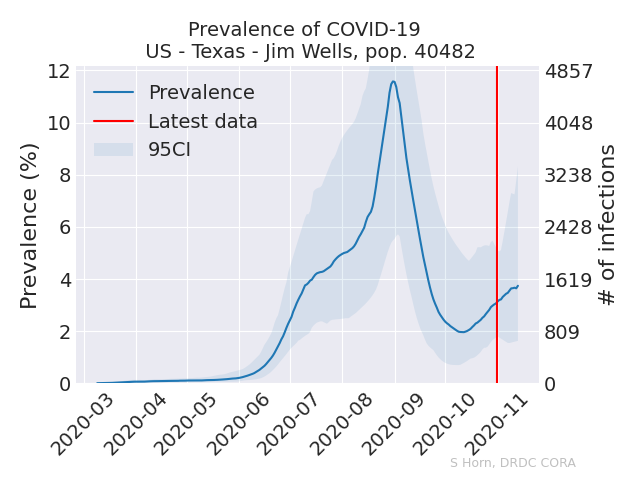 Prevalence of COVID-19
US - Texas - Jim Wells, pop. 40482
Prevalence (%)
12
10
8
6
4
2
0
Prevalence
Latest data
95CI
4857
4048
3238
2428
1619
809
0
# of infections
2020-03
2020-04
2020-05
2020-06
2020-07
2020-08
2020-09
2020-10
2020-11
S Horn, DRDC CORA